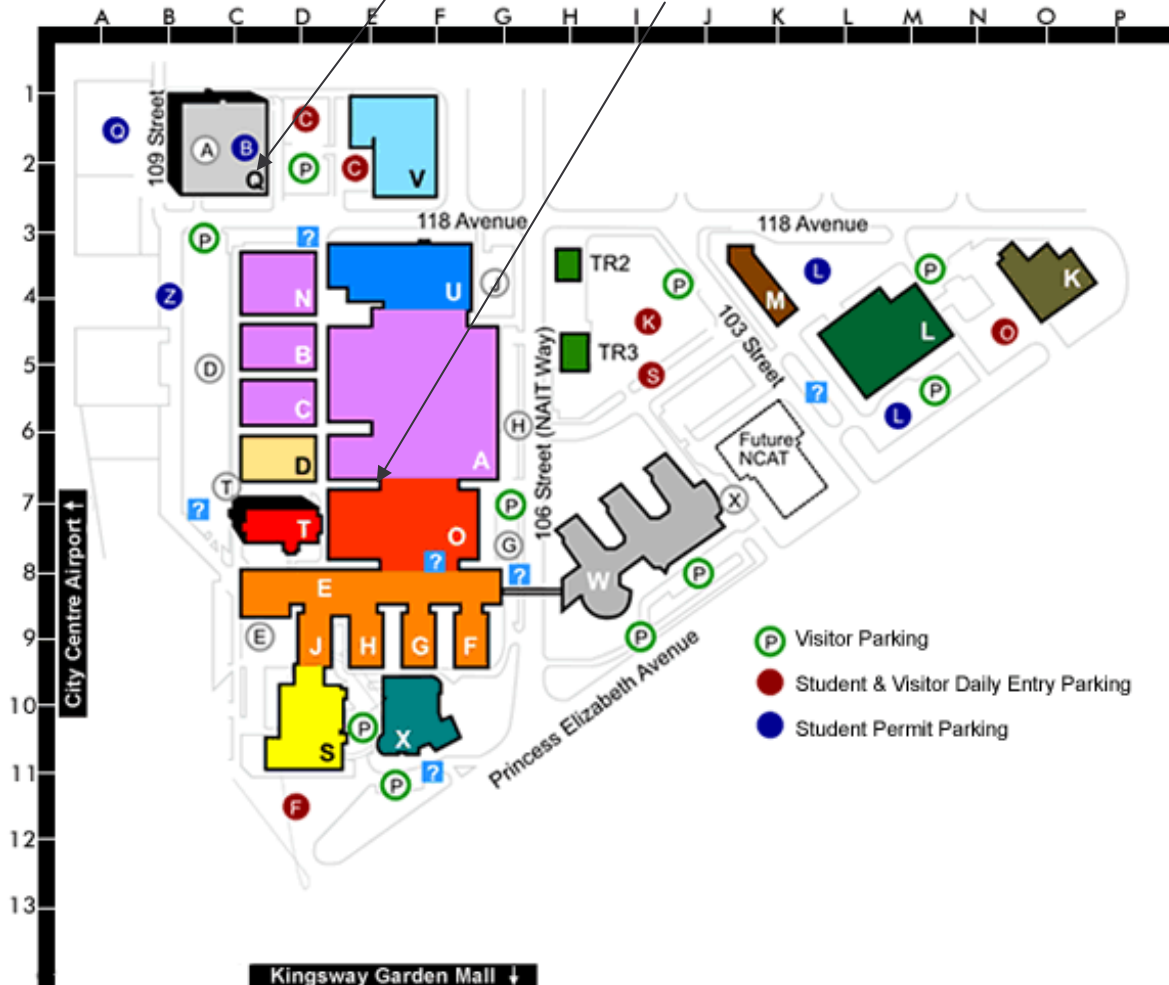 A B C D E F G H I J K L M N O P
1
109 Street
C
Q
A B
2
P C
Q
V
118 Avenue
118 Avenue
3
P ?
TR2
P L P
K
N U J
M
4
Z
K
L
O
103 Street
B
TR3
5
D
S
?
P
C
L
106 Street (NAIT Way)
6
H
Future
NCAT
D A
T
X
7
?
P
T O
G
City Centre Airport ↑
8
? ?
E
W
P
9
E
J H G F
P
P Visitor Parking
Student & Visitor Daily Entry Parking
Student Permit Parking
10
P
X
S
Princess Elizabeth Avenue
11
?
P
F
12
13
Kingsway Garden Mall ↓